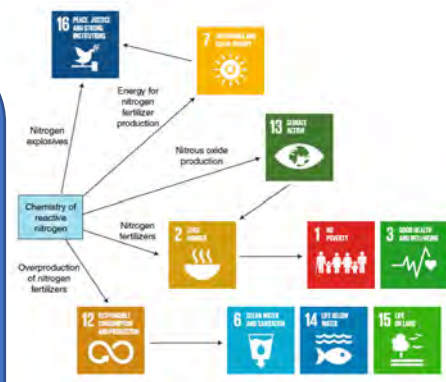 16 PEACE, JUSTICE
AND STRONG
INSTITUTIONS
7 AFFORDABLE AND
CLEAN ENERGY
Energy for
nitrogen
fertilizer
production
13 CLIMATE
ACTION
Nitrogen
explosives
Nitrous oxide
production
Chemistry of
reactive
nitrogen
Nitrogen
fertilizers
2 ZERO
HUNGER
1 NO
POVERTY
3 GOOD HEALTH
AND WELL-BEING
Overproduction
of nitrogen
fertilizers
12 RESPONSIBLE
CONSUMPTION
AND PRODUCTION
6 CLEAN WATER
AND SANITATION
14 LIFE BELOW
WATER
15 LIFE
ON LAND